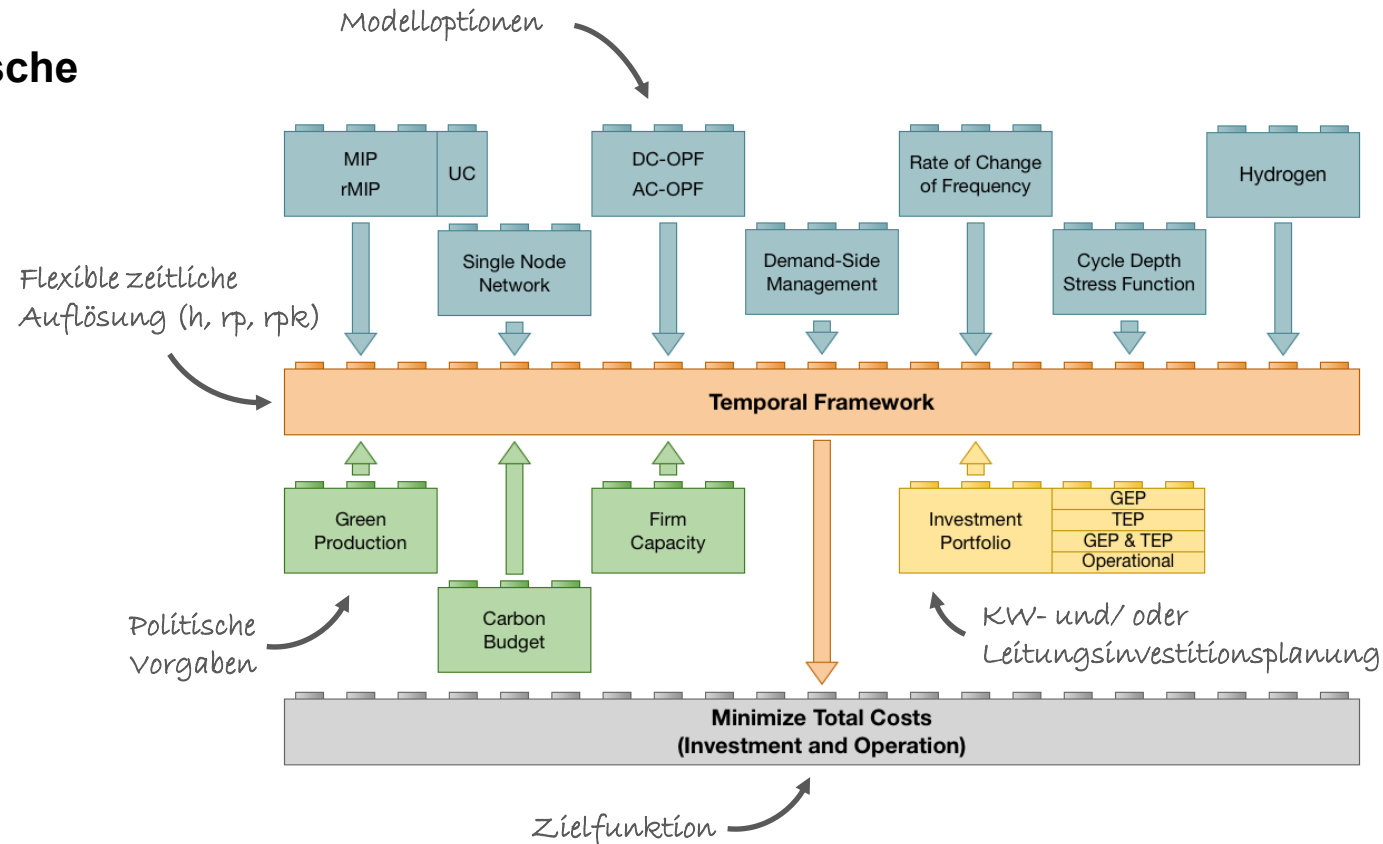 Modelloptionen
sche
MIP
rMIP
UC
DC-OPF
AC-OPF
Rate of Change
of Frequency
Hydrogen
Single Node
Network
Demand-Side
Management
Cycle Depth
Stress Function
Flexible zeitliche
Auflösung (h, rp, rpk)
Temporal Framework
Green
Production
Firm
Capacity
Investment
Portfolio
GEP
TEP
GEP & TEP
Operational
Carbon
Budget
Politische
Vorgaben
KW- und/ oder
Leitungsinvestitionsplanung
Minimize Total Costs
(Investment and Operation)
Zielfunktion